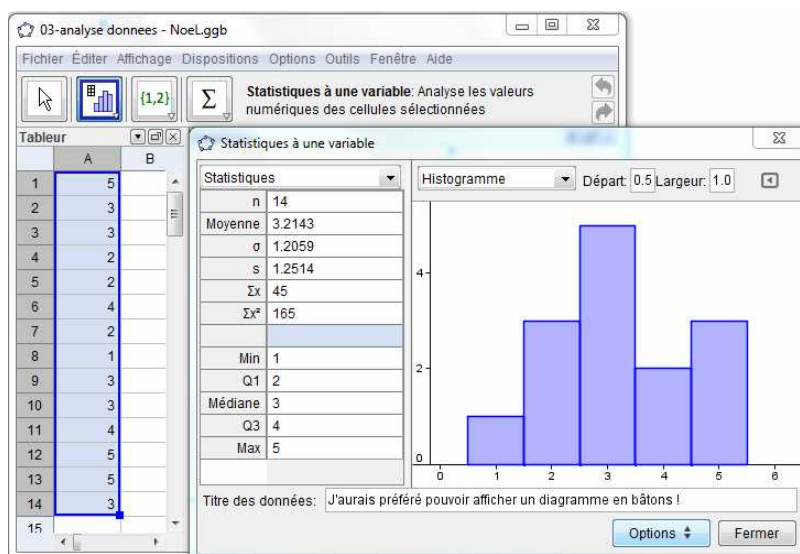 03-analyse donnees - NoeL.ggb
Fichier Éditer Affichage Dispositions Options Outils Fenêtre Aide
{1,2} Σ Statistiques à une variable: Analyse les valeurs
numériques des cellules sélectionnées
Tableur
A B
1 5
2 3
3 3
4 2
5 2
6 4
7 2
8 1
9 3
10 3
11 4
12 5
13 5
14 3
15
Statistiques à une variable
Statistiques
n 14
Moyenne 3.2143
σ 1.2059
s 1.2514
Σx 45
Σx² 165
Min 1
Q1 2
Médiane 3
Q3 4
Max 5
Histogramme Départ: 0.5 Largeur: 1.0
4
2
0
0 1 2 3 4 5 6
Titre des données: J'aurais préféré pouvoir afficher un diagramme en bâtons !
Options Fermer